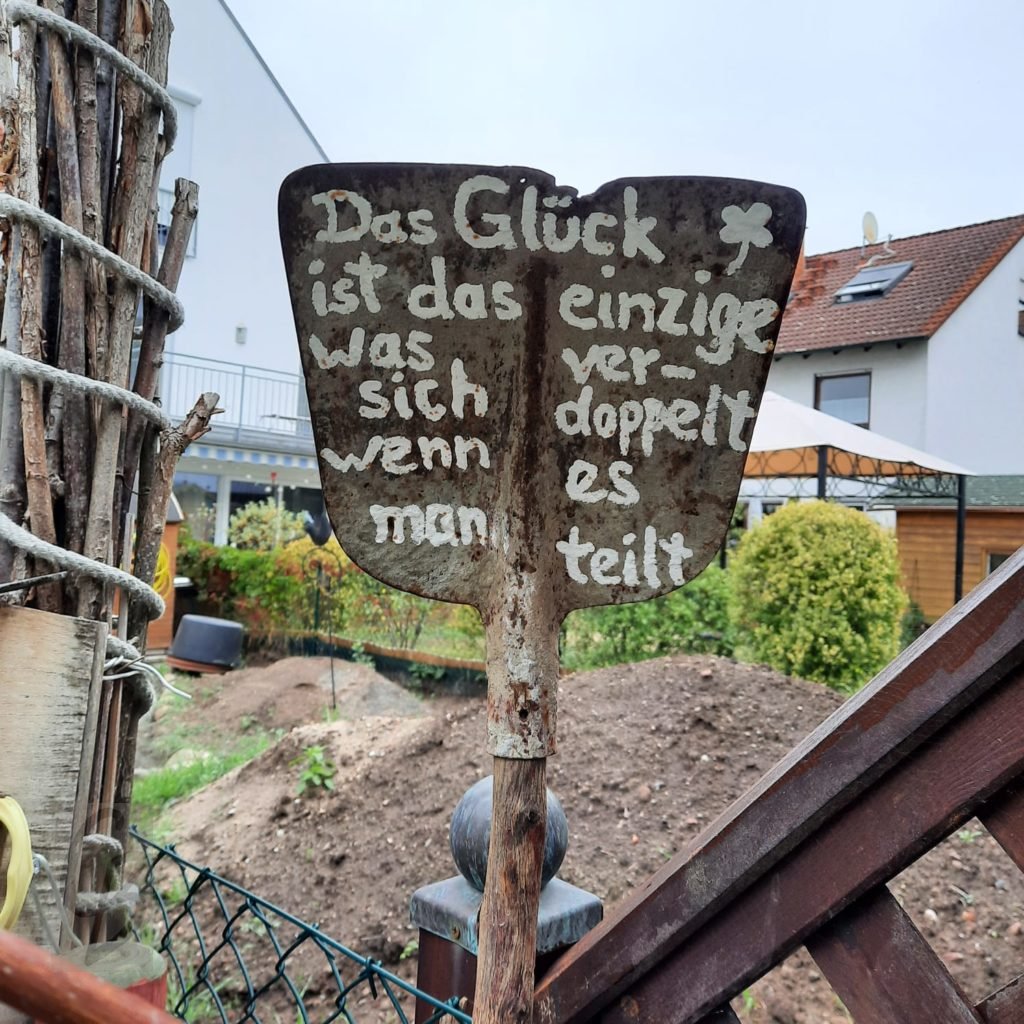 Das Glück
ist das einzige
was ver-
sich doppelt
wenn es
man teilt